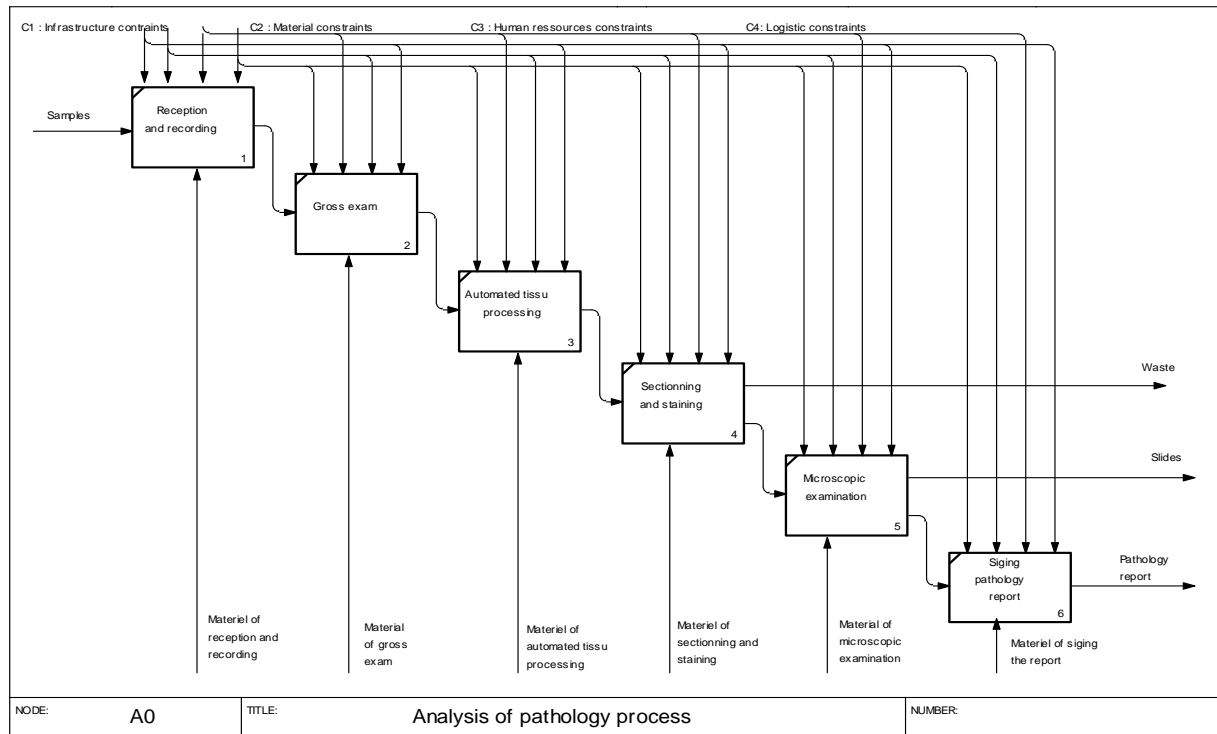 C1 : Infrastructure contraints
C2 : Material constraints
C3 : Human ressources constraints
C4: Logistic constraints
Samples
Reception
and recording
1
Gross exam
2
Automated tissu
processing
3
Sectionning
and staining
4
Waste
Microscopic
examination
5
Slides
Siging
pathology
report
6
Pathology
report
Materiel of
reception and
recording
Material
of gross
exam
Materiel of
automated tissu
processing
Materiel of
sectionning and
staining
Material of
microscopic
examination
Materiel of siging
the report
NODE:
A0
TITLE:
Analysis of pathology process
NUMBER: